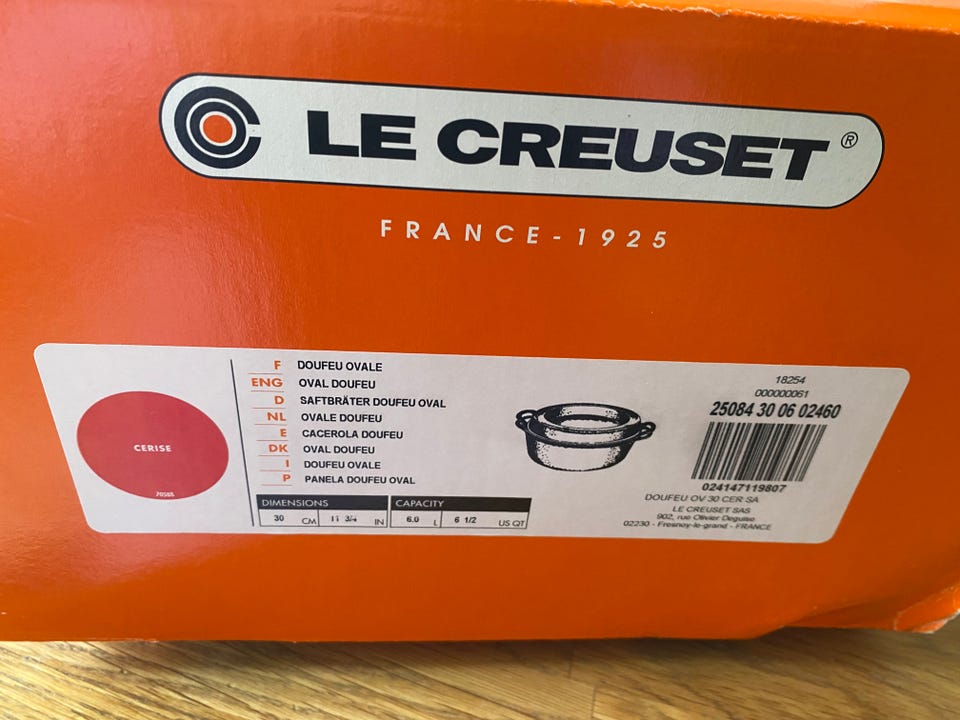 LE CREUSET ®
FRANCE - 1925
CERISE
70588
F DOUFEU OVALE
ENG OVAL DOUFEU
D SAFTBRÄTER DOUFEU OVAL
NL OVALE DOUFEU
E CACEROLA DOUFEU
DK OVAL DOUFEU
I DOUFEU OVALE
P PANELA DOUFEU OVAL
DIMENSIONS CAPACITY
30 CM 11 3/4 IN 6.0 L 6 1/2 US QT
18254
000000061
25084 30 06 02460
024147119807
DOUFEU OV 30 CER SA
LE CREUSET SAS
902, rue Olivier Deguise
02230 - Fresnoy-le-grand - FRANCE